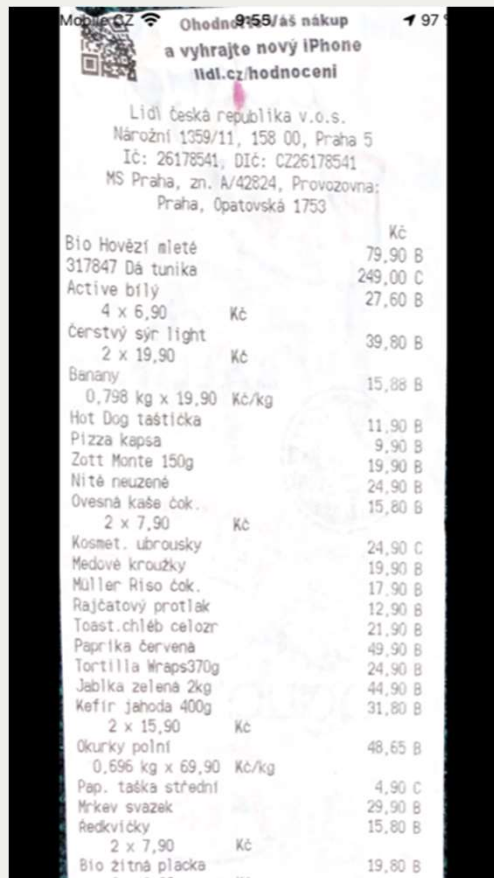 Mobile CZ 9:55 97
Ohodnoťte Váš nákup
a vyhrajte nový iPhone
lidl.cz/hodnoceni
Lidl česká republika v.o.s.
Nárožní 1359/11, 158 00, Praha 5
Ič: 26178541, DIč: CZ26178541
MS Praha, zn. A/42824, Provozovna:
Praha, Opatovská 1753
Kč
Bio Hovězí mleté 79,90 B
317847 Dá tunika 249,00 C
Active bílý 27,60 B
4 x 6,90 Kč
Čerstvý sýr light 39,80 B
2 x 19,90 Kč
Banany 15,88 B
0,798 kg x 19,90 Kč/kg
Hot Dog taštička 11,90 B
Pizza kapsa 9,90 B
Zott Monte 150g 19,90 B
Nitě neuzené 24,90 B
Ovesná kaše čok. 15,80 B
2 x 7,90 Kč
Kosmet. ubrousky 24,90 C
Medové kroužky 19,90 B
Müller Riso čok. 17,90 B
Rajčatový protlak 12,90 B
Toast.chléb celozr 21,90 B
Paprika červená 49,90 B
Tortilla Wraps370g 24,90 B
Jablka zelená 2kg 44,90 B
Kefír jahoda 400g 31,80 B
2 x 15,90 Kč
Okurky polní 48,65 B
0,696 kg x 69,90 Kč/kg
Pap. taška střední 4,90 C
Mrkev svazek 29,90 B
Ředkvičky 15,80 B
2 x 7,90 Kč
Bio žitná placka 19,80 B